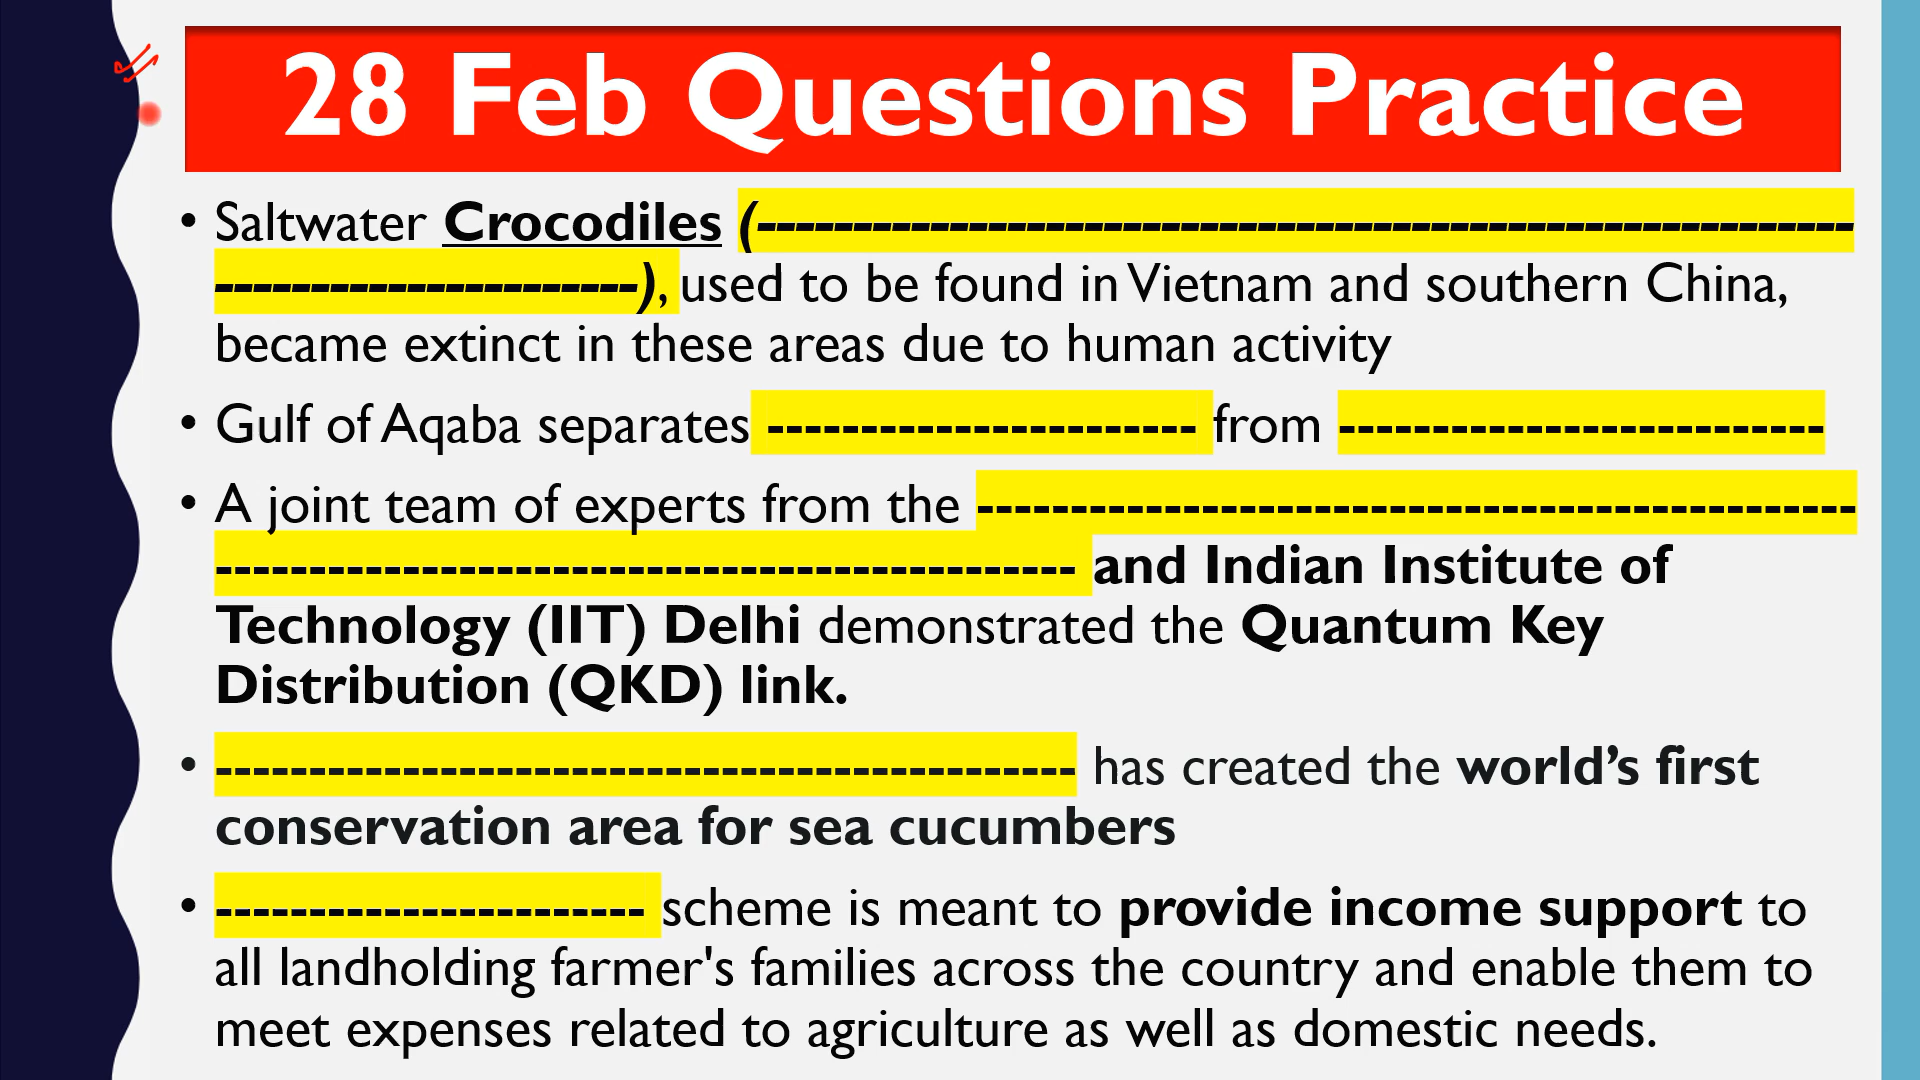 28 Feb Questions Practice
• Saltwater Crocodiles (---------------------------------------------------------
----------------------), used to be found in Vietnam and southern China,
became extinct in these areas due to human activity
• Gulf of Aqaba separates ----------------------- from --------------------------
• A joint team of experts from the -----------------------------------------------
---------------------------------------------- and Indian Institute of
Technology (IIT) Delhi demonstrated the Quantum Key
Distribution (QKD) link.
• ---------------------------------------------- has created the world’s first
conservation area for sea cucumbers
• ----------------------- scheme is meant to provide income support to
all landholding farmer's families across the country and enable them to
meet expenses related to agriculture as well as domestic needs.